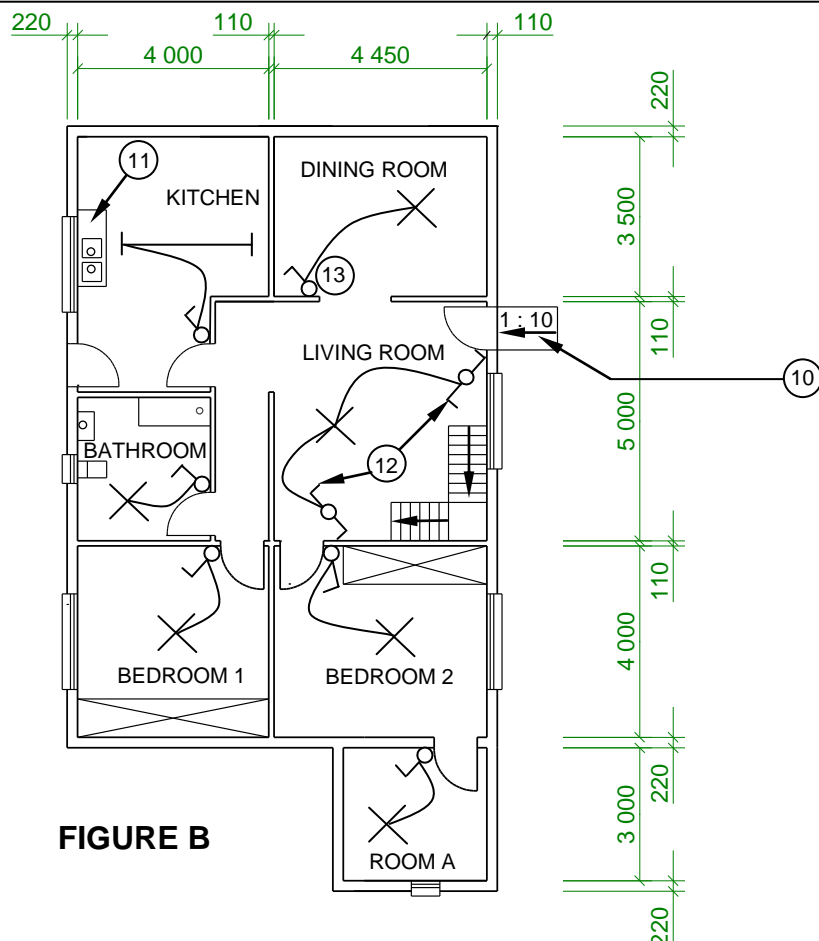 220
110
110
4 000
4 450
220
11
DINING ROOM
KITCHEN
3 500
13
1 : 10
110
LIVING ROOM
10
5 000
BATHROOM
12
110
4 000
BEDROOM 1
BEDROOM 2
220
3 000
FIGURE B
ROOM A
220